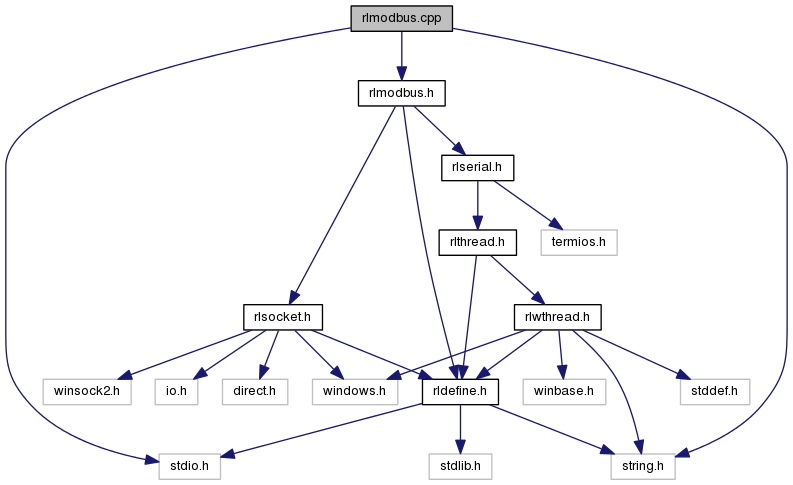 rlmodbus.cpp
rlmodbus.h
rlserial.h
rlthread.h
termios.h
rlsocket.h
rlwthread.h
winsock2.h
io.h
direct.h
windows.h
rldefine.h
winbase.h
stddef.h
stdio.h
stdlib.h
string.h